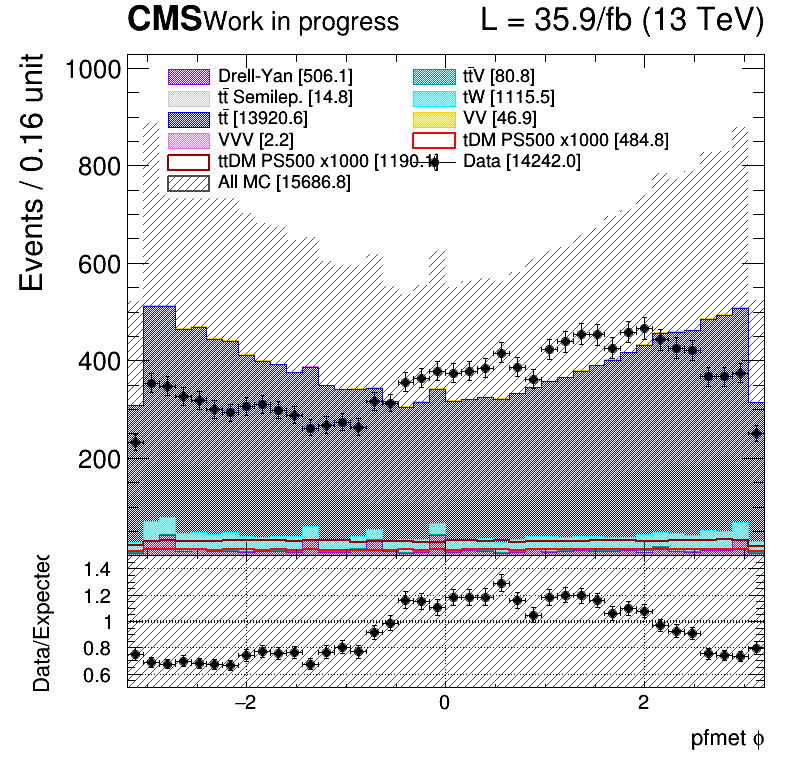 CMS Work in progress L = 35.9/fb (13 TeV)
Events / 0.16 unit
1000
800
600
400
200
Drell-Yan [506.1]
tt̄V [80.8]
tt̄ Semilep. [14.8]
tW [1115.5]
tt̄ [13920.6]
VV [46.9]
VVV [2.2]
tDM PS500 x1000 [484.8]
ttDM PS500 x1000 [1190.1]
Data [14242.0]
All MC [15686.8]
Data/Expected
1.4
1.2
1
0.8
0.6
−2 0 2
pfmet ϕ